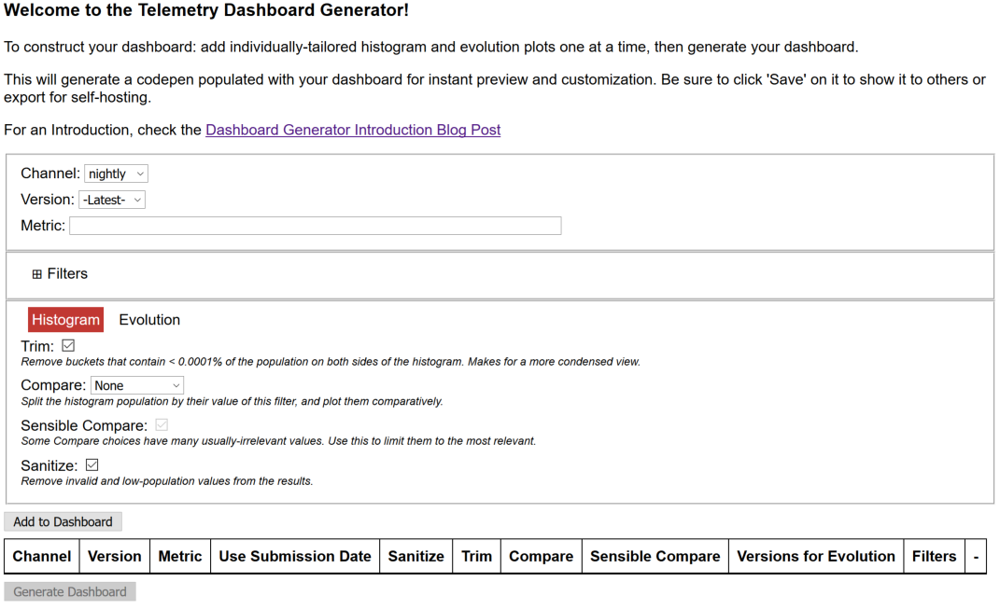 Welcome to the Telemetry Dashboard Generator!
To construct your dashboard: add individually-tailored histogram and evolution plots one at a time, then generate your dashboard.
This will generate a codepen populated with your dashboard for instant preview and customization. Be sure to click 'Save' on it to show it to others or
export for self-hosting.
For an Introduction, check the Dashboard Generator Introduction Blog Post
Channel: nightly
Version: -Latest-
Metric:
Filters
Histogram Evolution
Trim:
Remove buckets that contain < 0.0001% of the population on both sides of the histogram. Makes for a more condensed view.
Compare: None
Split the histogram population by their value of this filter, and plot them comparatively.
Sensible Compare:
Some Compare choices have many usually-irrelevant values. Use this to limit them to the most relevant.
Sanitize:
Remove invalid and low-population values from the results.
Add to Dashboard
Channel Version Metric Use Submission Date Sanitize Trim Compare Sensible Compare Versions for Evolution Filters -
Generate Dashboard